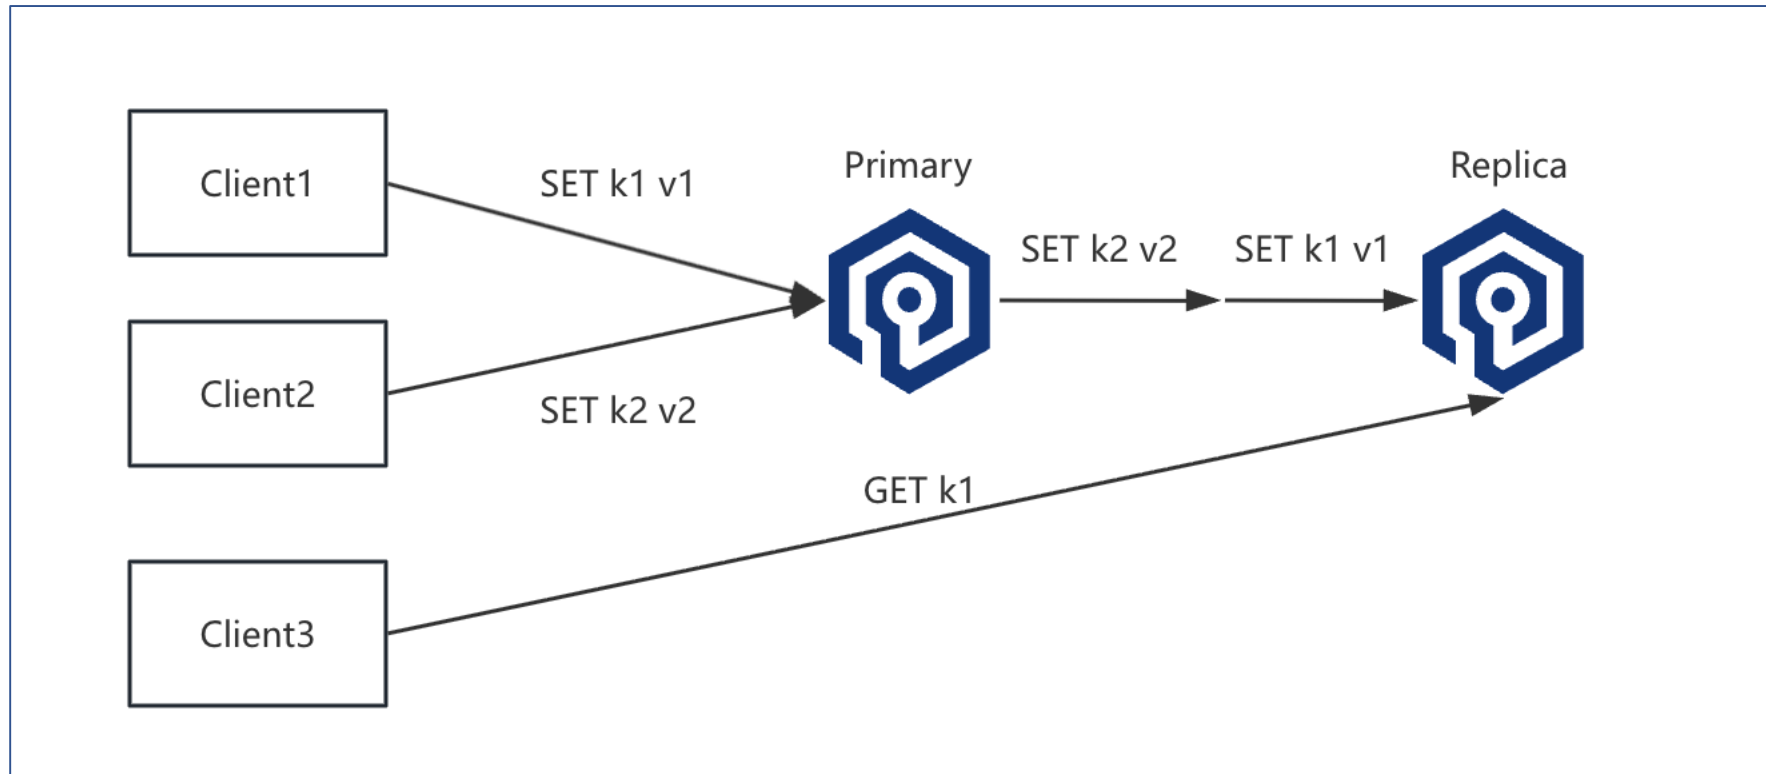 Client1
SET k1 v1
Primary
Replica
SET k2 v2
SET k1 v1
Client2
SET k2 v2
GET k1
Client3